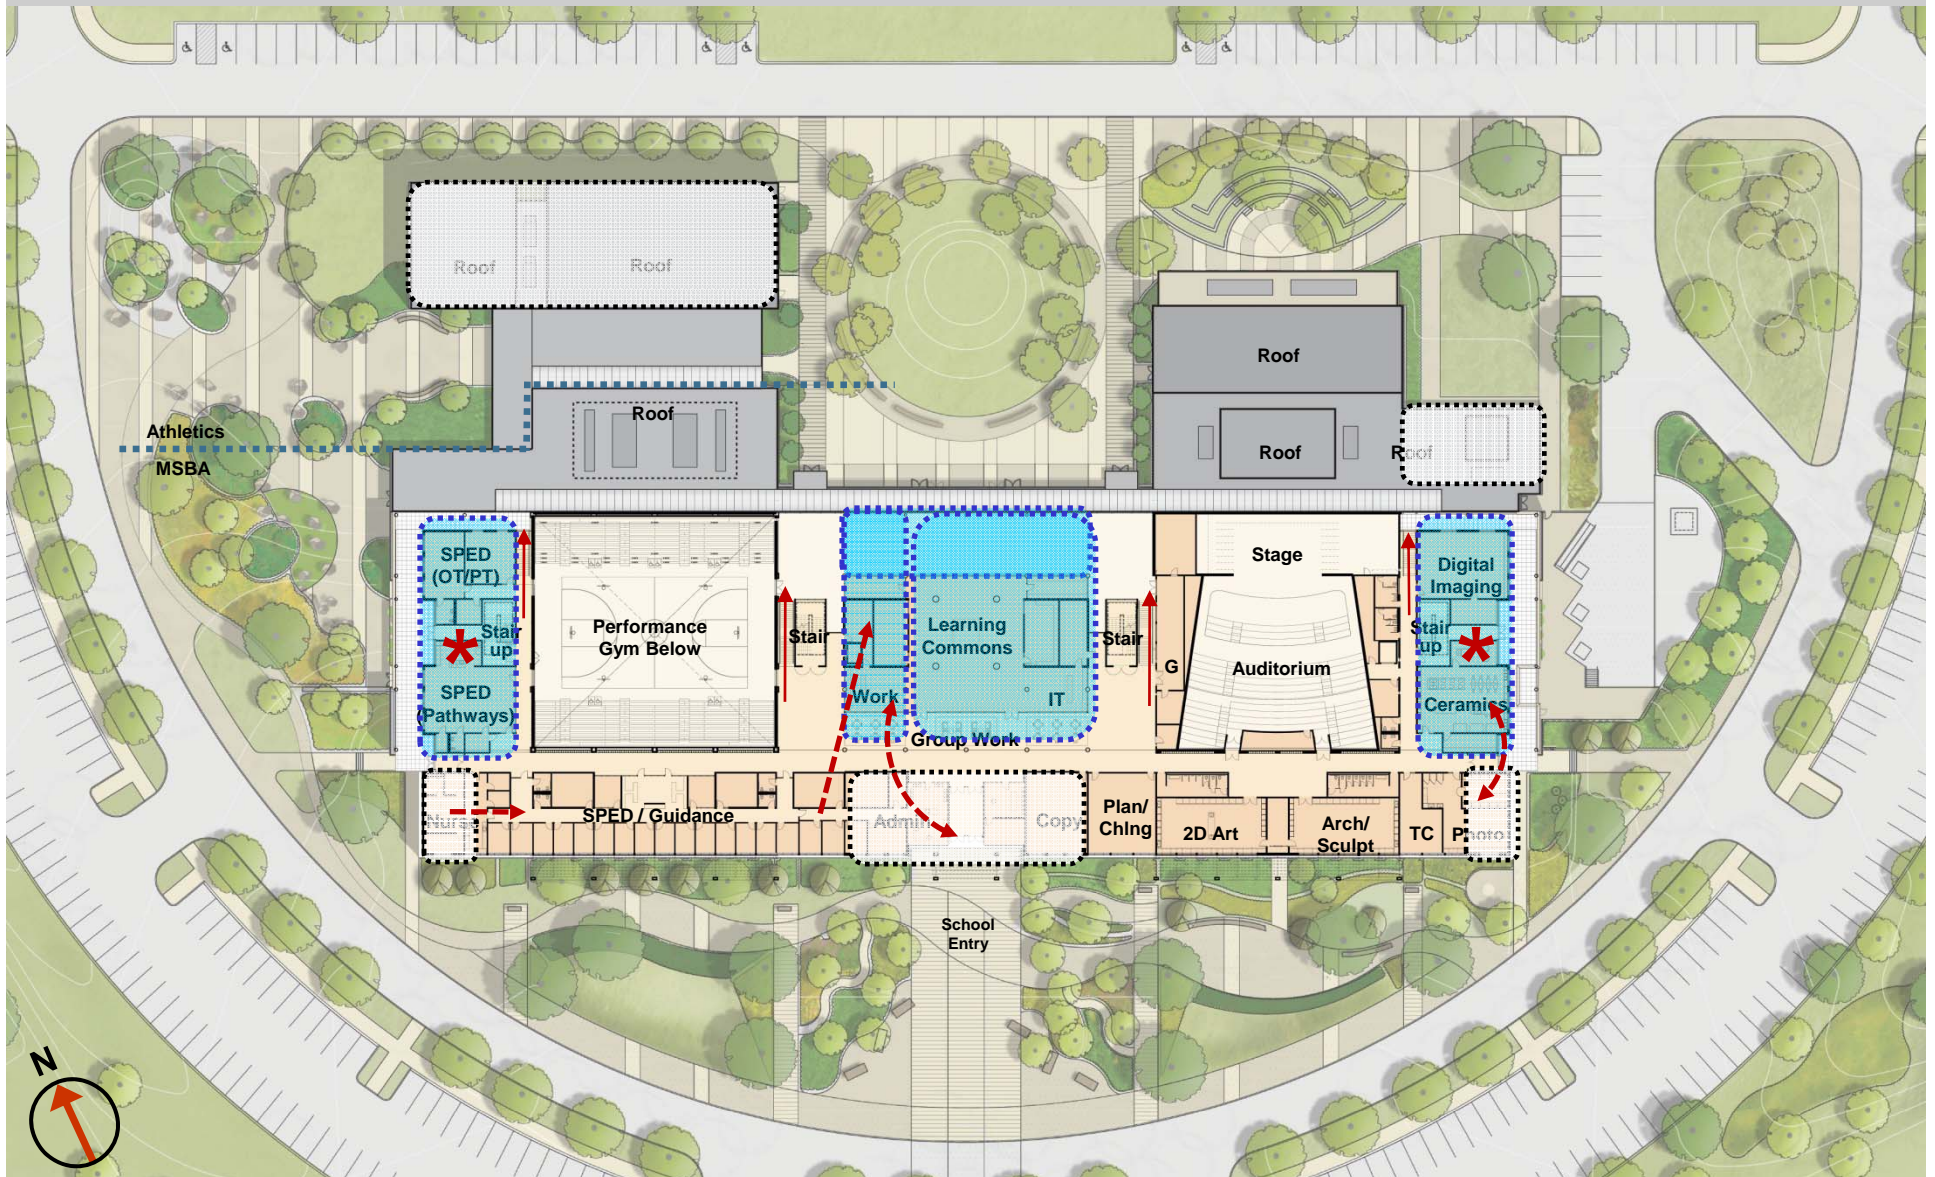 Roof
Roof
Roof
Roof
Athletics
MSBA
Roof
Roof
SPED
(OT/PT)
Stair
up
SPED
(Pathways)
Performance
Gym Below
Stair
Work
Learning
Commons
IT
Group Work
Stair
G
Stage
Auditorium
Digital
Imaging
Stair
up
Ceramics
Nurse
SPED / Guidance
Admin
Copy
Plan/
Chlng
2D Art
Arch/
Sculpt
TC
Photo
School
Entry
N